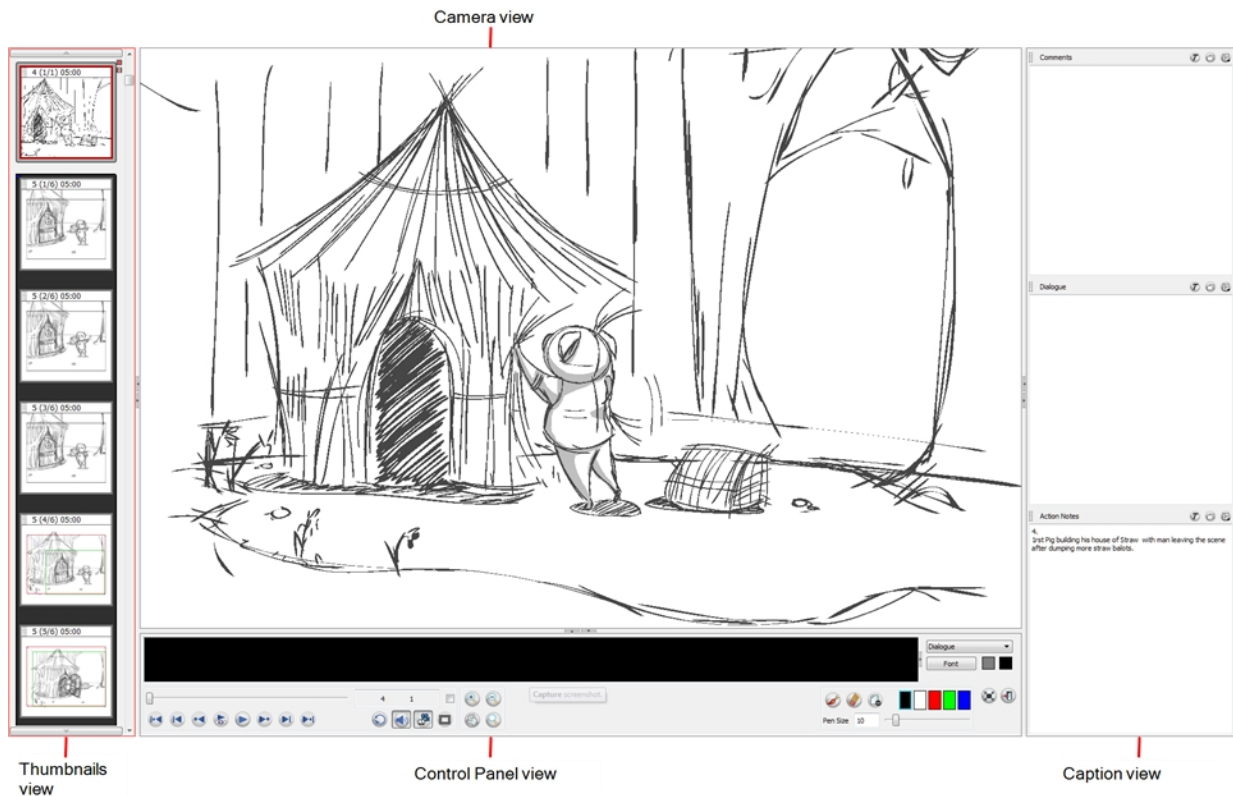 Camera view
4 (1/1) 05:00
5 (1/6) 05:00
5 (2/6) 05:00
5 (3/6) 05:00
5 (4/6) 05:00
5 (5/6) 05:00
Comments
Dialogue
Action Notes
4.
1rst Pig building his house of Straw with man leaving the scene
after dumping more straw balots.
Dialogue
Font
4 1
Capture screenshot.
Pen Size 10
Thumbnails
view
Control Panel view
Caption view